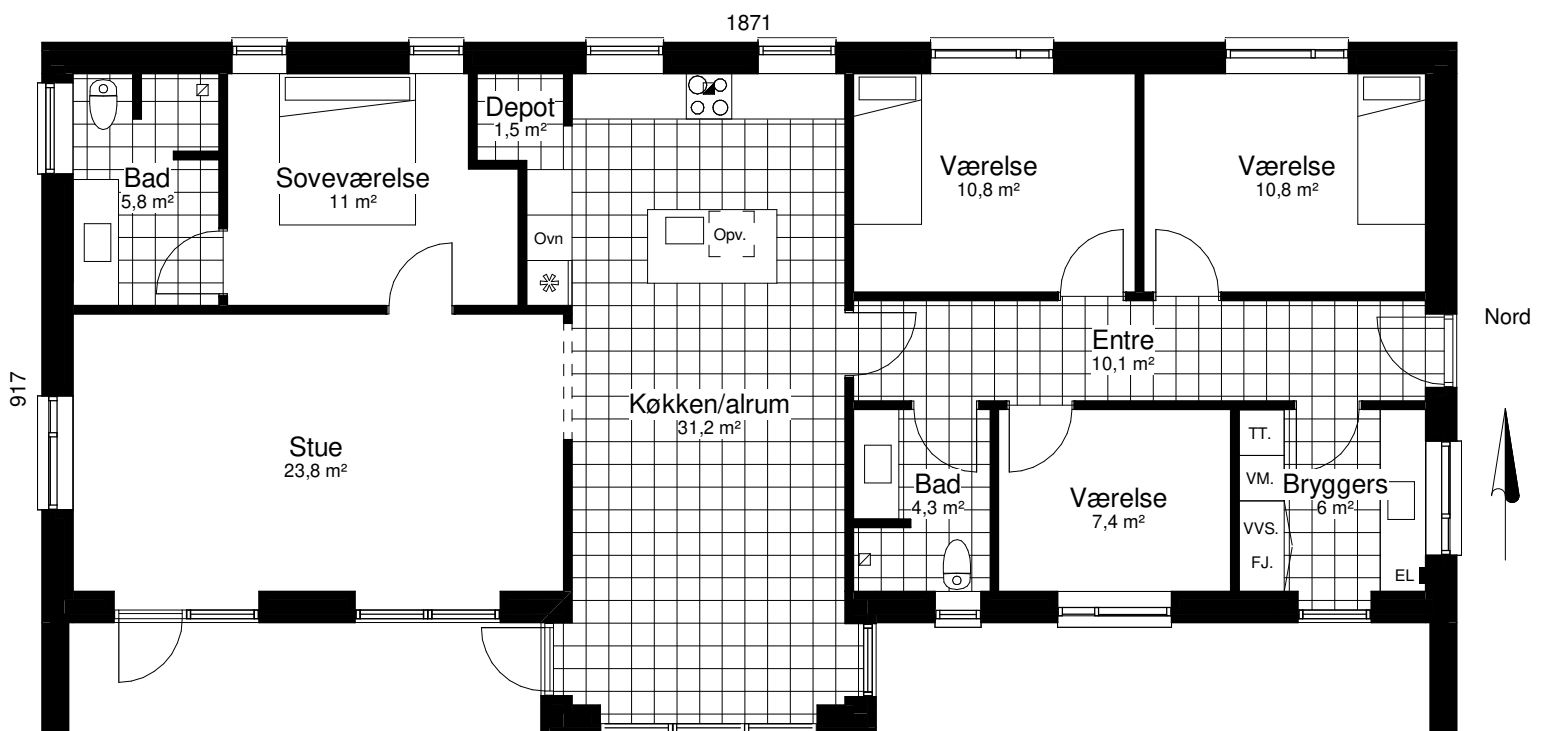 1871
Depot
1,5 m²
Bad
5,8 m²
Soveværelse
11 m²
Værelse
10,8 m²
Værelse
10,8 m²
Ovn
Opv.
Nord
Entre
10,1 m²
917
Køkken/alrum
31,2 m²
Stue
23,8 m²
TT.
VM.
Bad
4,3 m²
Værelse
7,4 m²
Bryggers
6 m²
VVS.
FJ.
EL